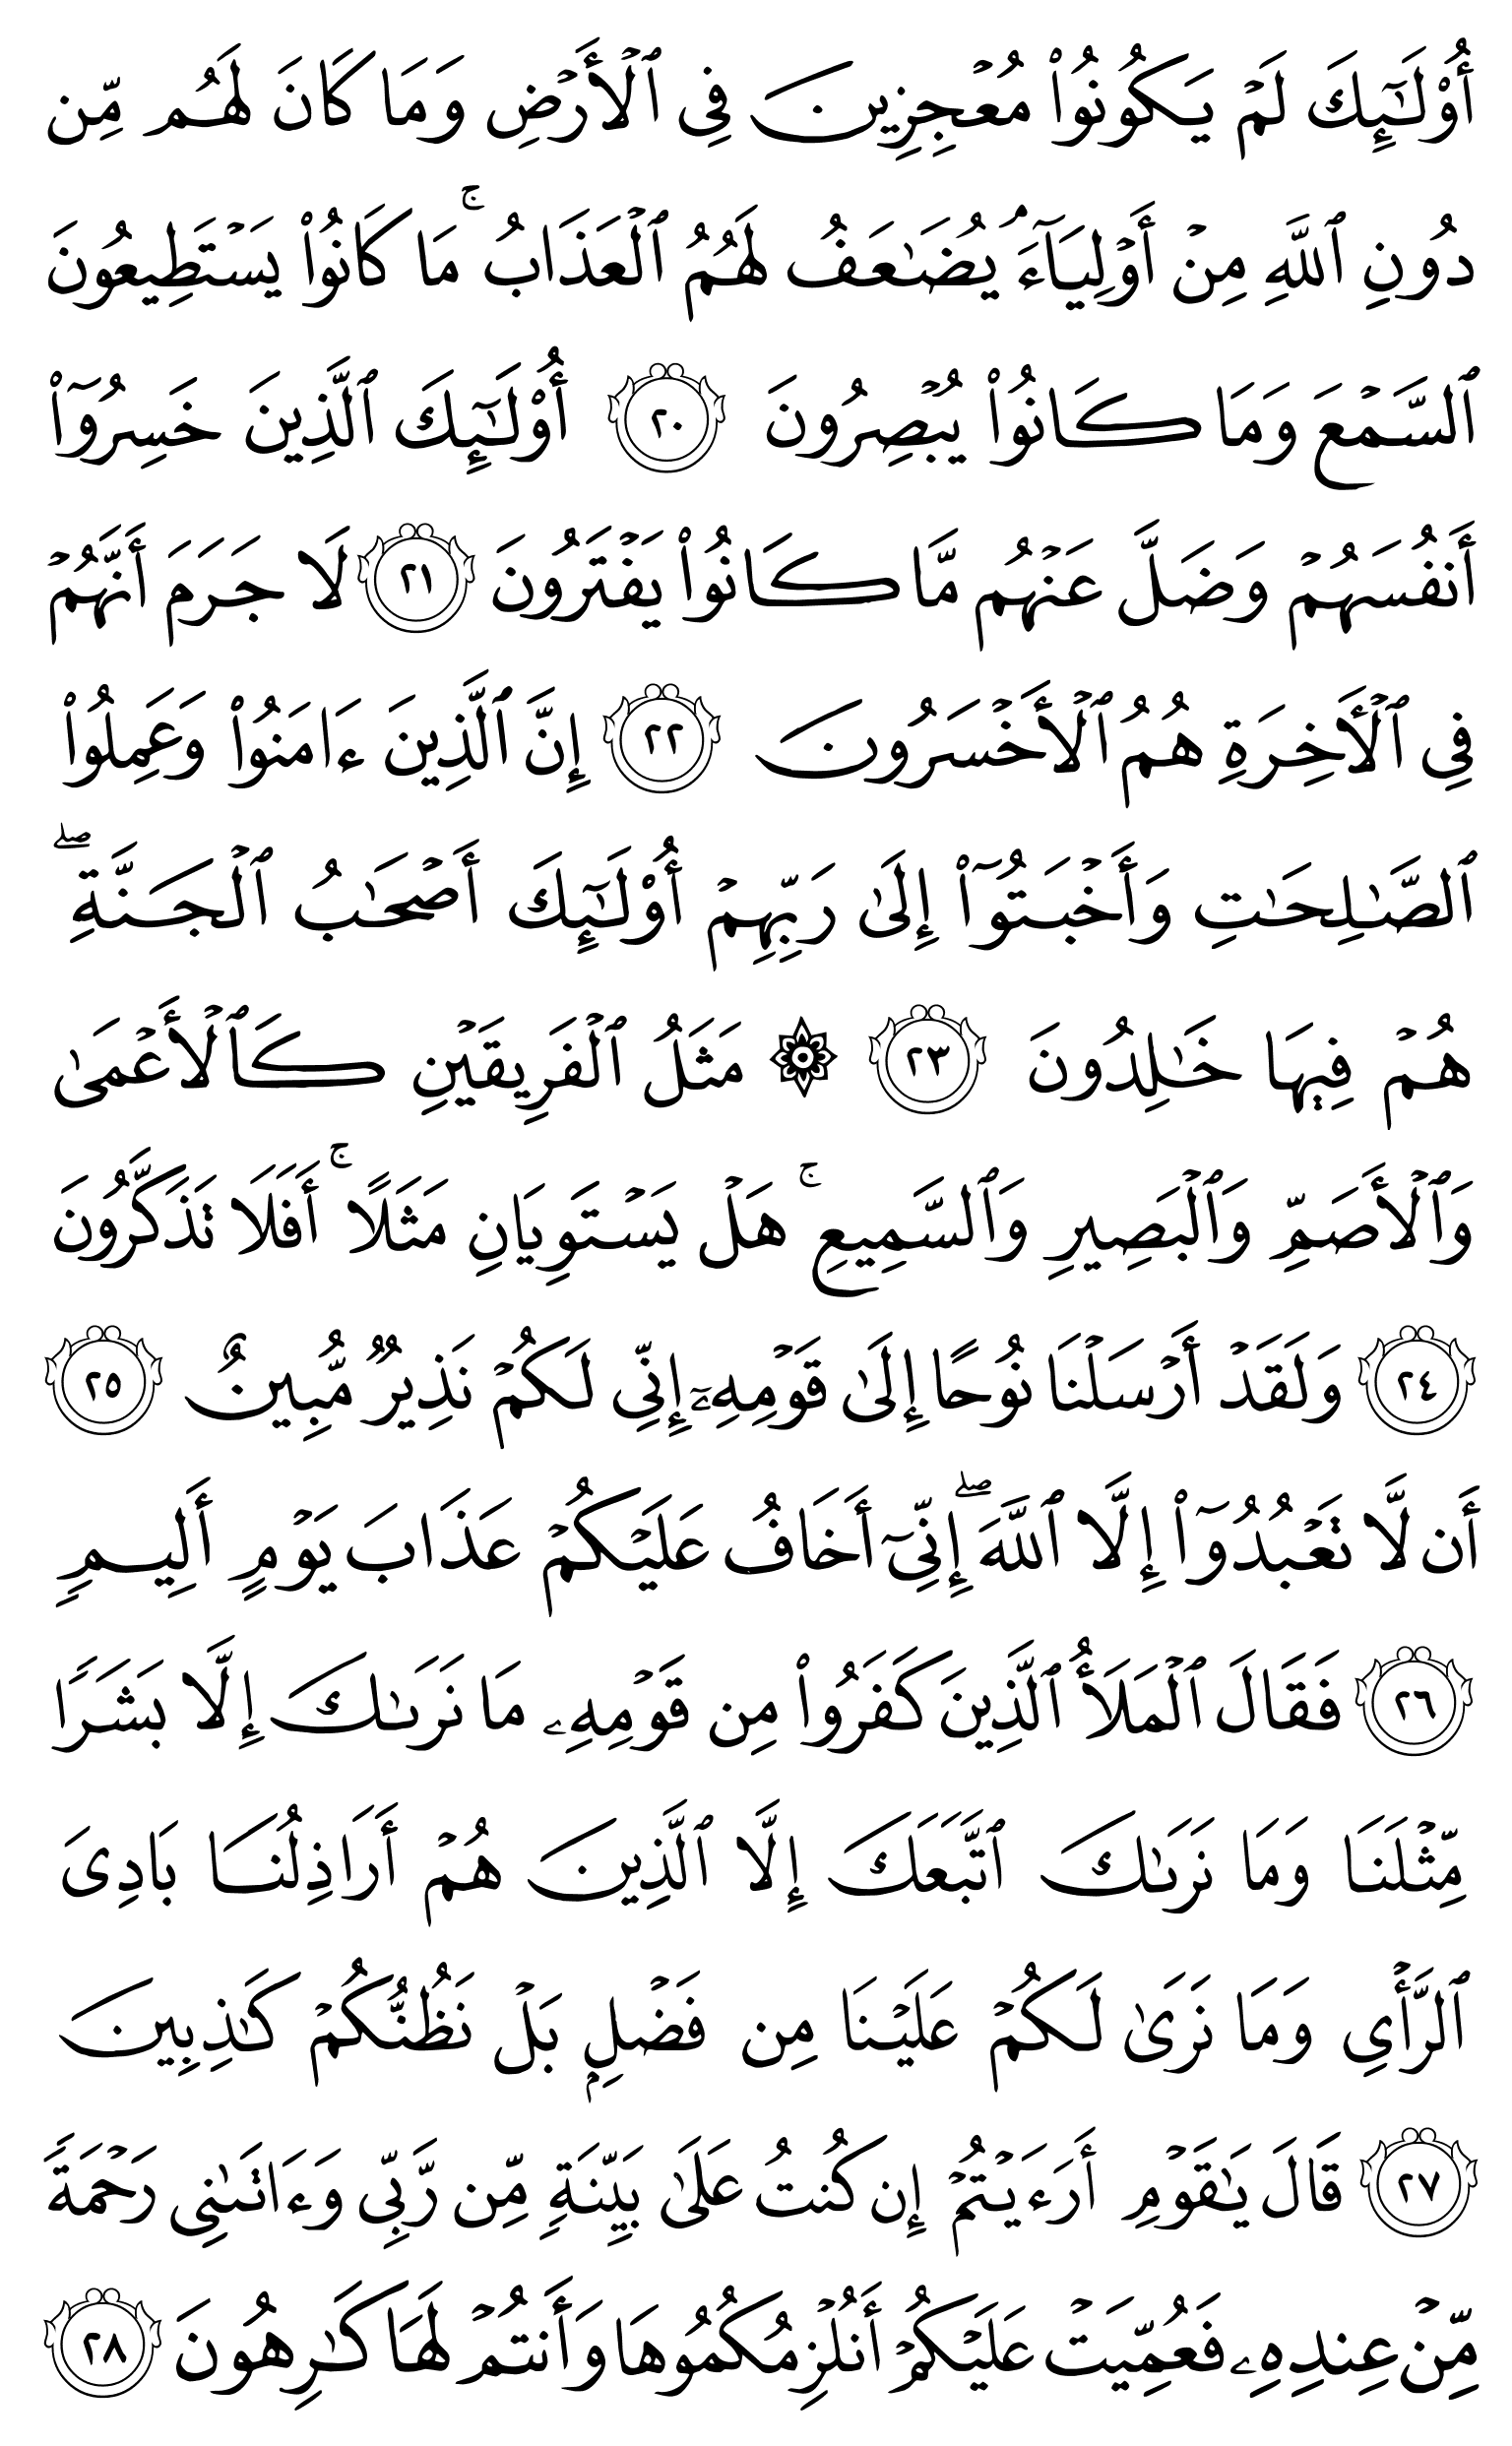 أُوْلَـٰٓئِكَ لَمْ يَكُونُوا۟ مُعْجِزِينَ فِى ٱلْأَرْضِ وَمَا كَانَ لَهُم مِّن
دُونِ ٱللَّهِ مِنْ أَوْلِيَآءَ ۘ يُضَـٰعَفُ لَهُمُ ٱلْعَذَابُ ۚ مَا كَانُوا۟ يَسْتَطِيعُونَ
ٱلسَّمْعَ وَمَا كَانُوا۟ يُبْصِرُونَ ٢٠ أُوْلَـٰٓئِكَ ٱلَّذِينَ خَسِرُوٓا۟
أَنفُسَهُمْ وَضَلَّ عَنْهُم مَّا كَانُوا۟ يَفْتَرُونَ ٢١ لَا جَرَمَ أَنَّهُمْ
فِى ٱلْـَٔاخِرَةِ هُمُ ٱلْأَخْسَرُونَ ٢٢ إِنَّ ٱلَّذِينَ ءَامَنُوا۟ وَعَمِلُوا۟
ٱلصَّـٰلِحَـٰتِ وَأَخْبَتُوٓا۟ إِلَىٰ رَبِّهِمْ أُوْلَـٰٓئِكَ أَصْحَـٰبُ ٱلْجَنَّةِ ۖ
هُمْ فِيهَا خَـٰلِدُونَ ٢٣ ۞ مَثَلُ ٱلْفَرِيقَيْنِ كَٱلْأَعْمَىٰ
وَٱلْأَصَمِّ وَٱلْبَصِيرِ وَٱلسَّمِيعِ ۚ هَلْ يَسْتَوِيَانِ مَثَلًا ۚ أَفَلَا تَذَكَّرُونَ
٢٤ وَلَقَدْ أَرْسَلْنَا نُوحًا إِلَىٰ قَوْمِهِۦٓ إِنِّى لَكُمْ نَذِيرٌ مُّبِينٌ ٢٥
أَن لَّا تَعْبُدُوٓا۟ إِلَّا ٱللَّهَ ۖ إِنِّىٓ أَخَافُ عَلَيْكُمْ عَذَابَ يَوْمٍ أَلِيمٍ
٢٦ فَقَالَ ٱلْمَلَأُ ٱلَّذِينَ كَفَرُوا۟ مِن قَوْمِهِۦ مَا نَرَىٰكَ إِلَّا بَشَرًا
مِّثْلَنَا وَمَا نَرَىٰكَ ٱتَّبَعَكَ إِلَّا ٱلَّذِينَ هُمْ أَرَاذِلُنَا بَادِىَ
ٱلرَّأْىِ وَمَا نَرَىٰ لَكُمْ عَلَيْنَا مِن فَضْلٍۭ بَلْ نَظُنُّكُمْ كَـٰذِبِينَ
٢٧ قَالَ يَـٰقَوْمِ أَرَءَيْتُمْ إِن كُنتُ عَلَىٰ بَيِّنَةٍ مِّن رَّبِّى وَءَاتَىٰنِى رَحْمَةً
مِّنْ عِندِهِۦ فَعُمِّيَتْ عَلَيْكُمْ أَنُلْزِمُكُمُوهَا وَأَنتُمْ لَهَا كَـٰرِهُونَ ٢٨